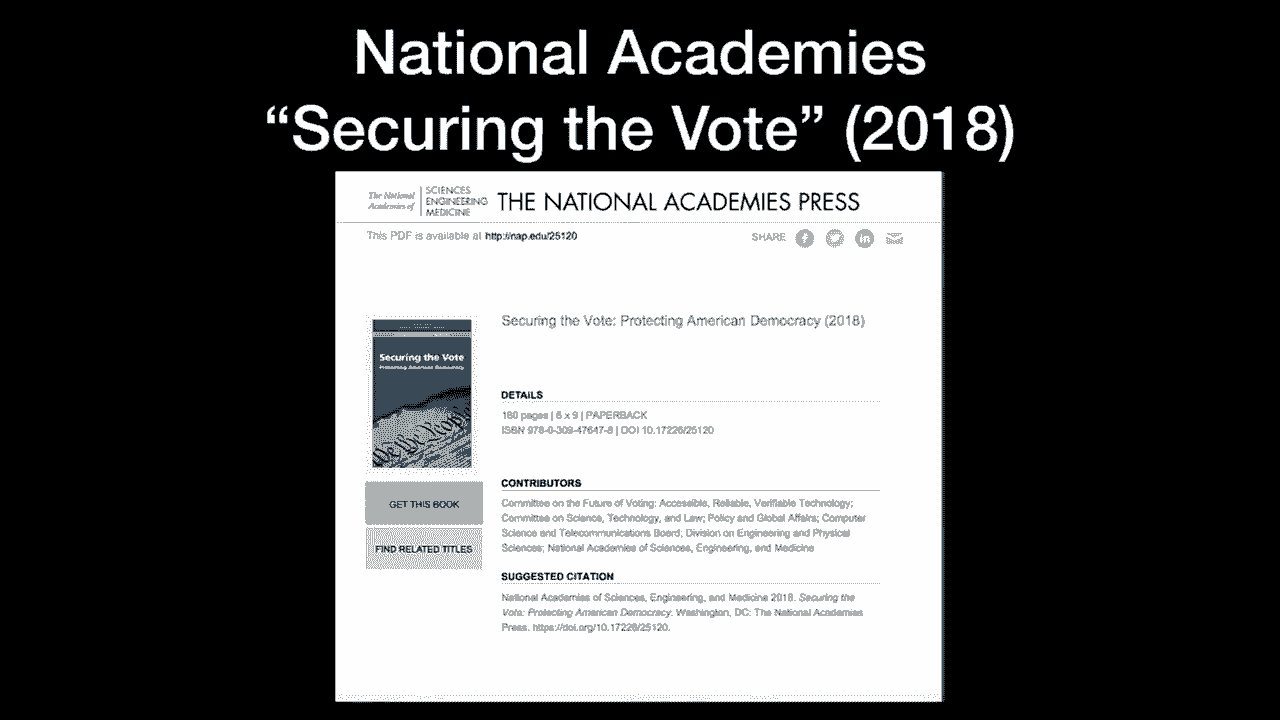 National Academies
“Securing the Vote” (2018)
The National
Academies of
SCIENCES
ENGINEERING
MEDICINE
THE NATIONAL ACADEMIES PRESS
This PDF is available at http://nap.edu/25120
SHARE
Securing the Vote: Protecting American Democracy (2018)
Securing the Vote
Protecting American Democracy
We the People
DETAILS
160 pages | 6 x 9 | PAPERBACK
ISBN 978-0-309-47647-8 | DOI 10.17226/25120
GET THIS BOOK
FIND RELATED TITLES
CONTRIBUTORS
Committee on the Future of Voting: Accessible, Reliable, Verifiable Technology;
Committee on Science, Technology, and Law; Policy and Global Affairs; Computer
Science and Telecommunications Board; Division on Engineering and Physical
Sciences; National Academies of Sciences, Engineering, and Medicine
SUGGESTED CITATION
National Academies of Sciences, Engineering, and Medicine 2018. Securing the
Vote: Protecting American Democracy. Washington, DC: The National Academies
Press. https://doi.org/10.17226/25120.